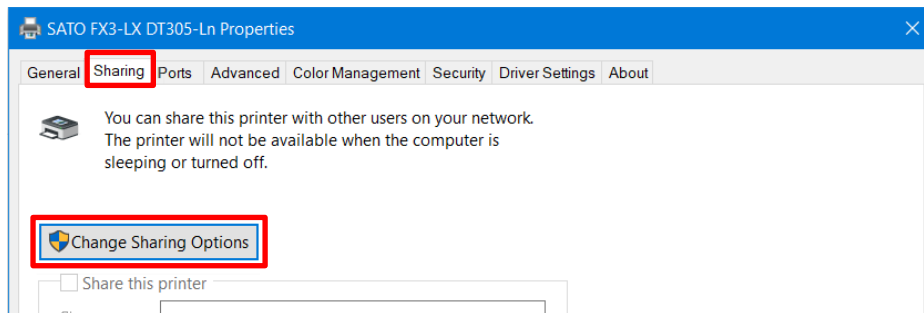 SATO FX3-LX DT305-Ln Properties
General Sharing Ports Advanced Color Management Security Driver Settings About
You can share this printer with other users on your network.
The printer will not be available when the computer is
sleeping or turned off.
Change Sharing Options
Share this printer